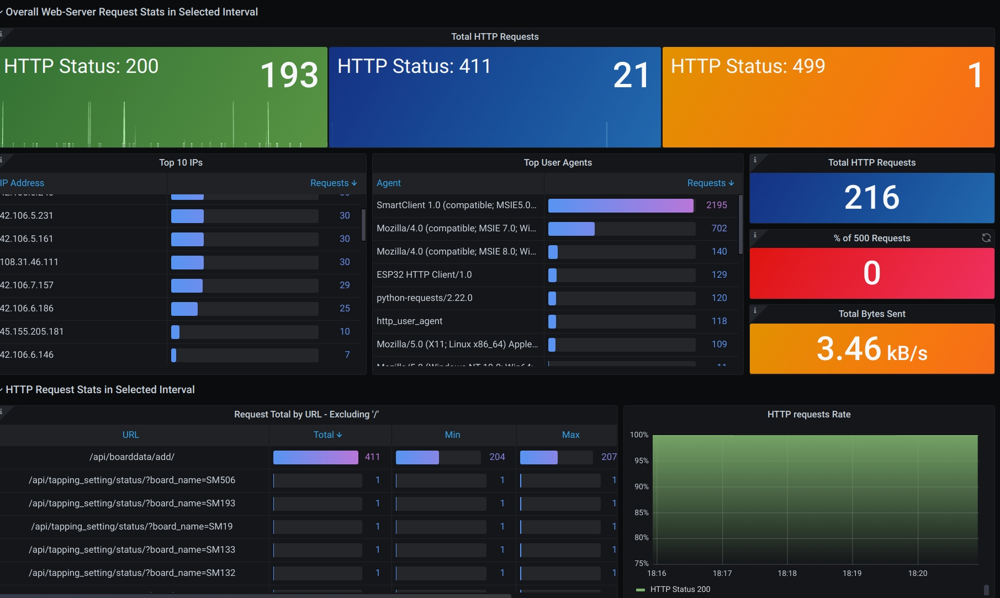 Overall Web-Server Request Stats in Selected Interval
Total HTTP Requests
HTTP Status: 200
193
HTTP Status: 411
21
HTTP Status: 499
1
Top 10 IPs
IP Address
Requests
42.106.5.231
30
42.106.5.161
30
108.31.46.111
30
42.106.7.157
29
42.106.6.186
25
45.155.205.181
10
42.106.6.146
7
Top User Agents
Agent
Requests
SmartClient 1.0 (compatible; MSIE5.0...
2195
Mozilla/4.0 (compatible; MSIE 7.0; Wi...
702
Mozilla/4.0 (compatible; MSIE 8.0; Wi...
140
ESP32 HTTP Client/1.0
129
python-requests/2.22.0
120
http_user_agent
118
Mozilla/5.0 (X11; Linux x86_64) Apple...
109
Total HTTP Requests
216
% of 500 Requests
0
Total Bytes Sent
3.46 kB/s
HTTP Request Stats in Selected Interval
Request Total by URL - Excluding '/'
URL
Total
Min
Max
/api/boarddata/add/
411
204
207
/api/tapping_setting/status/?board_name=SM506
1
1
1
/api/tapping_setting/status/?board_name=SM193
1
1
1
/api/tapping_setting/status/?board_name=SM19
1
1
1
/api/tapping_setting/status/?board_name=SM133
1
1
1
/api/tapping_setting/status/?board_name=SM132
1
1
1
HTTP requests Rate
100%
95%
90%
85%
80%
75%
18:16
18:17
18:18
18:19
18:20
HTTP Status 200